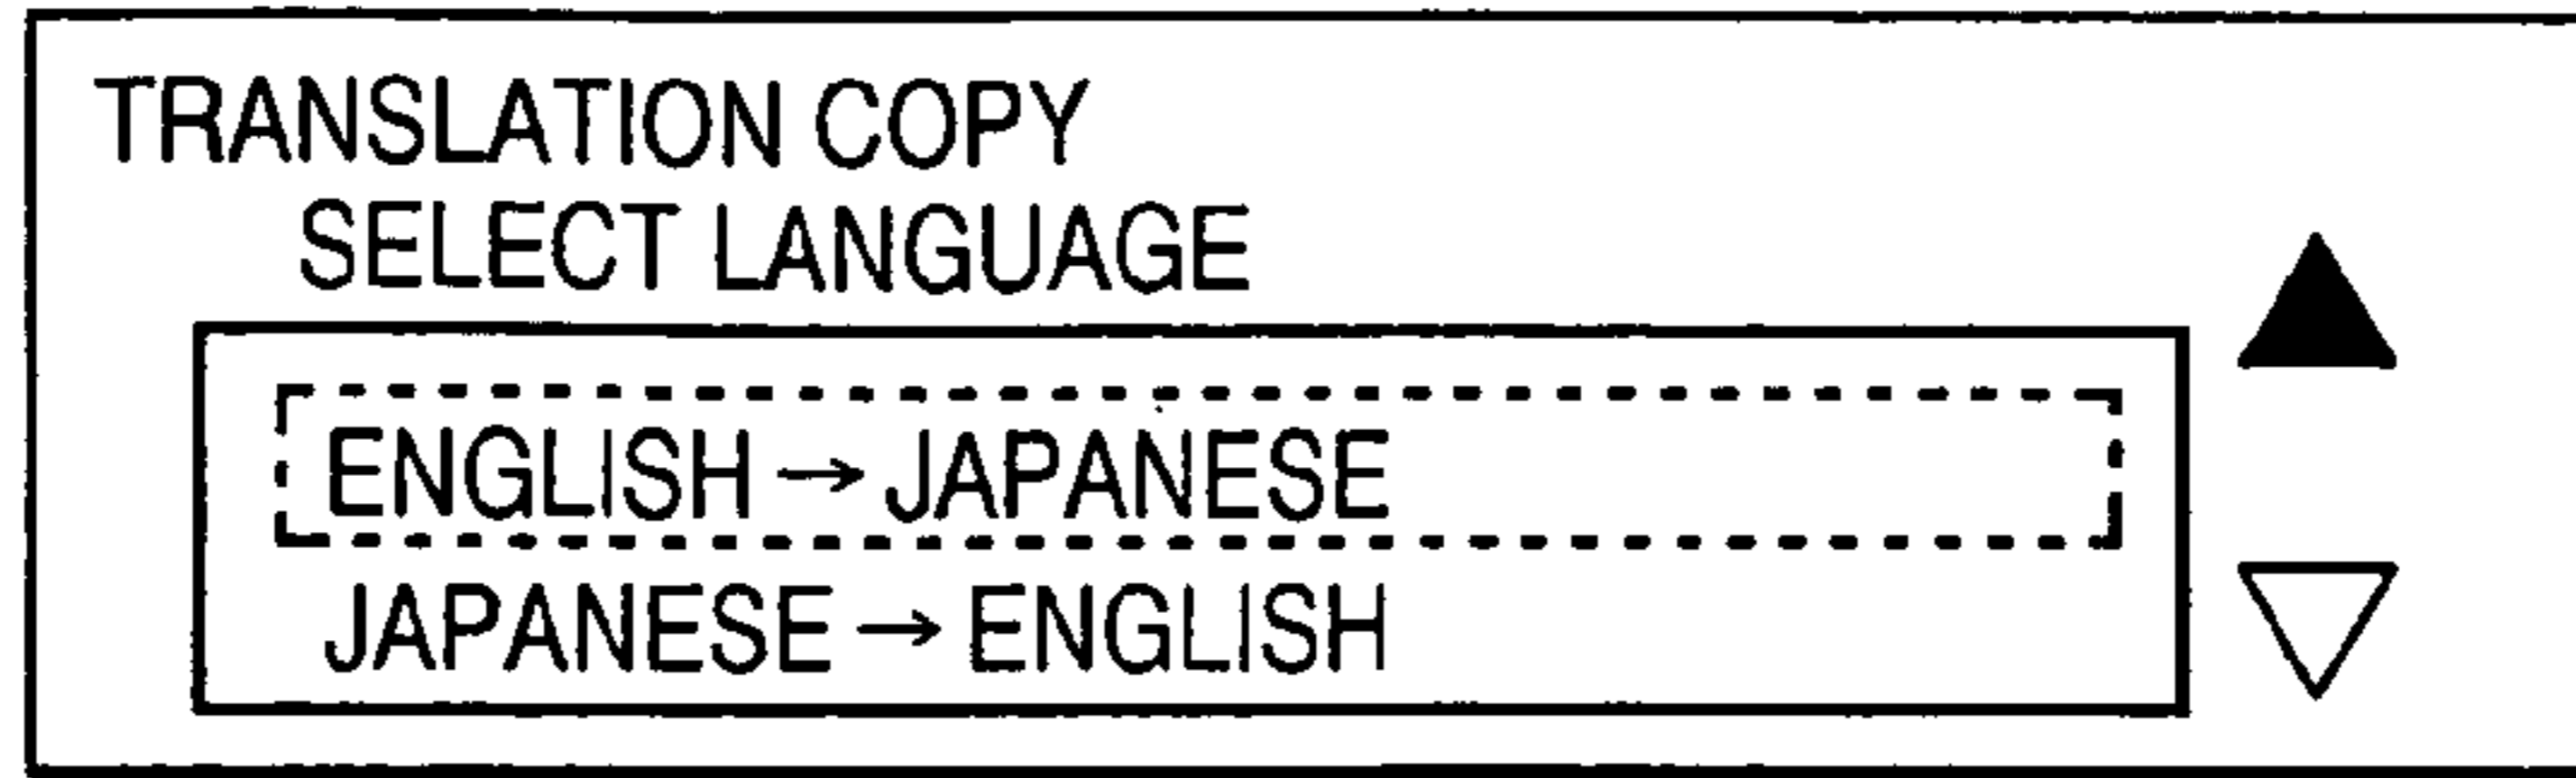 TRANSLATION COPY
SELECT LANGUAGE
ENGLISH → JAPANESE
JAPANESE → ENGLISH